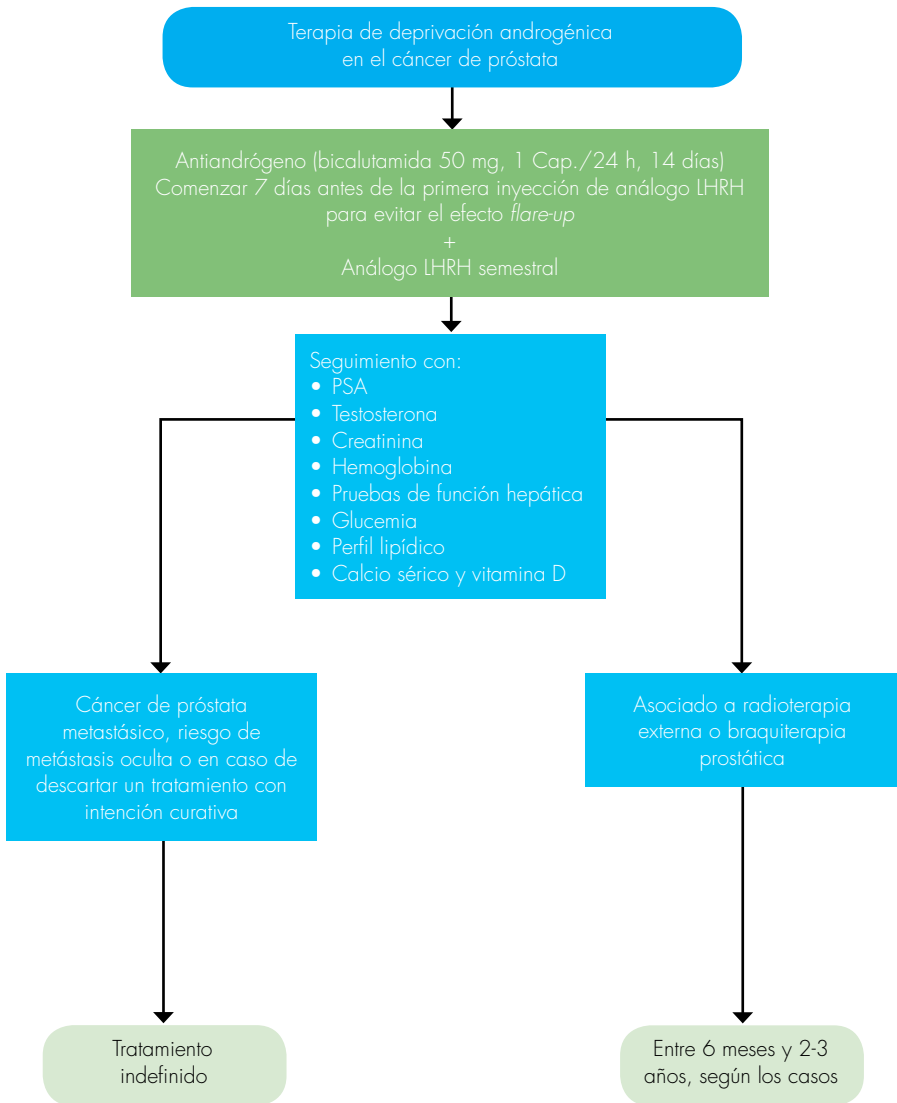 Terapia de deprivación androgénica
en el cáncer de próstata
Antiandrógeno (bicalutamida 50 mg, 1 Cap./24 h, 14 días)
Comenzar 7 días antes de la primera inyección de análogo LHRH
para evitar el efecto flare-up
+
Análogo LHRH semestral
Seguimiento con:
• PSA
• Testosterona
• Creatinina
• Hemoglobina
• Pruebas de función hepática
• Glucemia
• Perfil lipídico
• Calcio sérico y vitamina D
Cáncer de próstata
metastásico, riesgo de
metástasis oculta o en caso de
descartar un tratamiento con
intención curativa
Asociado a radioterapia
externa o braquiterapia
prostática
Tratamiento
indefinido
Entre 6 meses y 2-3
años, según los casos